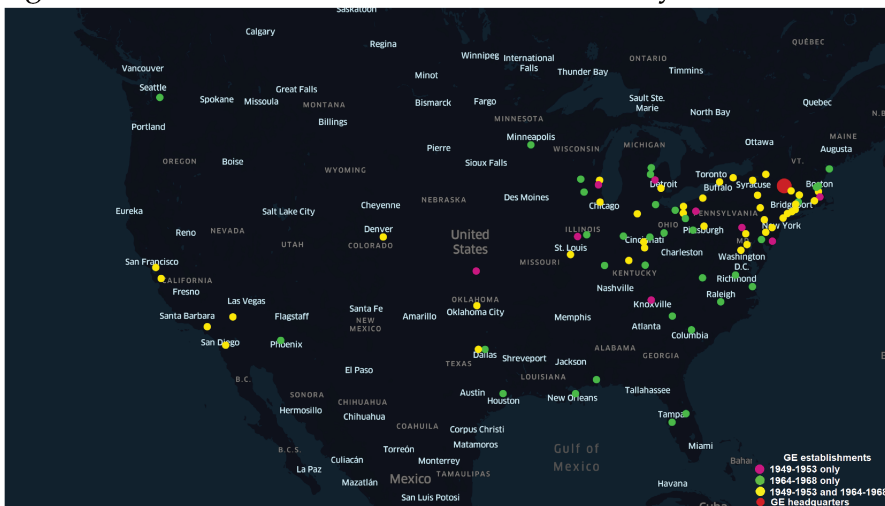 Saskatoon
Calgary
QUÉBEC
Regina
Winnipeg
International
Falls
ONTARIO
Vancouver
Minot
Thunder Bay
Timmins
Seattle
Great Falls
Spokane
Missoula
MONTANA
Bismarck
Fargo
Sault Ste.
Marie
Quebec
North Bay
Portland
Billings
MINNESOTA
Minneapolis
Ottawa
MAINE
Augusta
Pierre
WISCONSIN
MICHIGAN
VT.
OREGON
Boise
WYOMING
Sioux Falls
Toronto
Detroit
Buffalo
Syracuse
Boston
Eureka
Cheyenne
NEBRASKA
Des Moines
Chicago
Bridgeport
Salt Lake City
PENNSYLVANIA
Reno
NEVADA
UTAH
Denver
COLORADO
United
States
ILLINOIS
OHIO
Pittsburgh
New York
St. Louis
Cincinnati
Charleston
Washington
D.C.
San Francisco
MISSOURI
KENTUCKY
Richmond
CALIFORNIA
Fresno
Nashville
Raleigh
Las Vegas
OKLAHOMA
Oklahoma City
Knoxville
Santa Barbara
Flagstaff
Santa Fe
NEW
MEXICO
Amarillo
Memphis
Atlanta
Columbia
San Diego
Phoenix
Dallas
ALABAMA
GEORGIA
TEXAS
Shreveport
Jackson
El Paso
LOUISIANA
B.C.
SONORA
Austin
Houston
New Orleans
Tallahassee
Hermosillo
CHIHUAHUA
Chihuahua
Tampa
COAHUILA
Corpus Christi
Matamoros
Gulf of
Mexico
Miami
B.C.S.
Torreón
Monterrey
La Paz
Culiacán
TAMAULIPAS
Mazatlán
Mexico
San Luis Potosi
Havana
Cuba
Bahar
GE establishments
1949-1953 only
1964-1968 only
1949-1953 and 1964-1968
GE headquarters